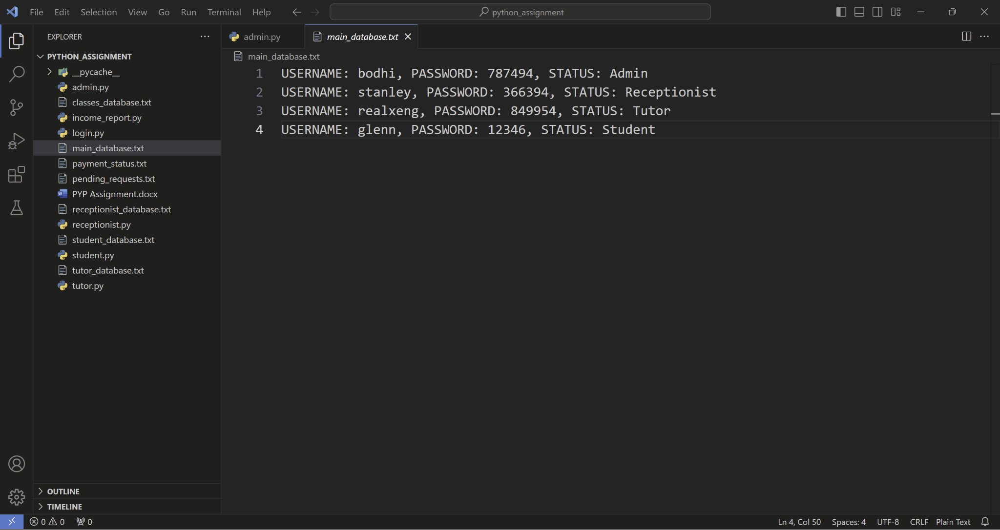 File Edit Selection View Go Run Terminal Help
python_assignment
EXPLORER
admin.py
main_database.txt
PYTHON_ASSIGNMENT
__pycache__
admin.py
classes_database.txt
income_report.py
login.py
main_database.txt
payment_status.txt
pending_requests.txt
PYP Assignment.docx
receptionist_database.txt
receptionist.py
student_database.txt
student.py
tutor_database.txt
tutor.py
OUTLINE
TIMELINE
main_database.txt
1 USERNAME: bodhi, PASSWORD: 787494, STATUS: Admin
2 USERNAME: stanley, PASSWORD: 366394, STATUS: Receptionist
3 USERNAME: realxeng, PASSWORD: 849954, STATUS: Tutor
4 USERNAME: glenn, PASSWORD: 12346, STATUS: Student
0 0 0
Ln 4, Col 50 Spaces: 4 UTF-8 CRLF Plain Text